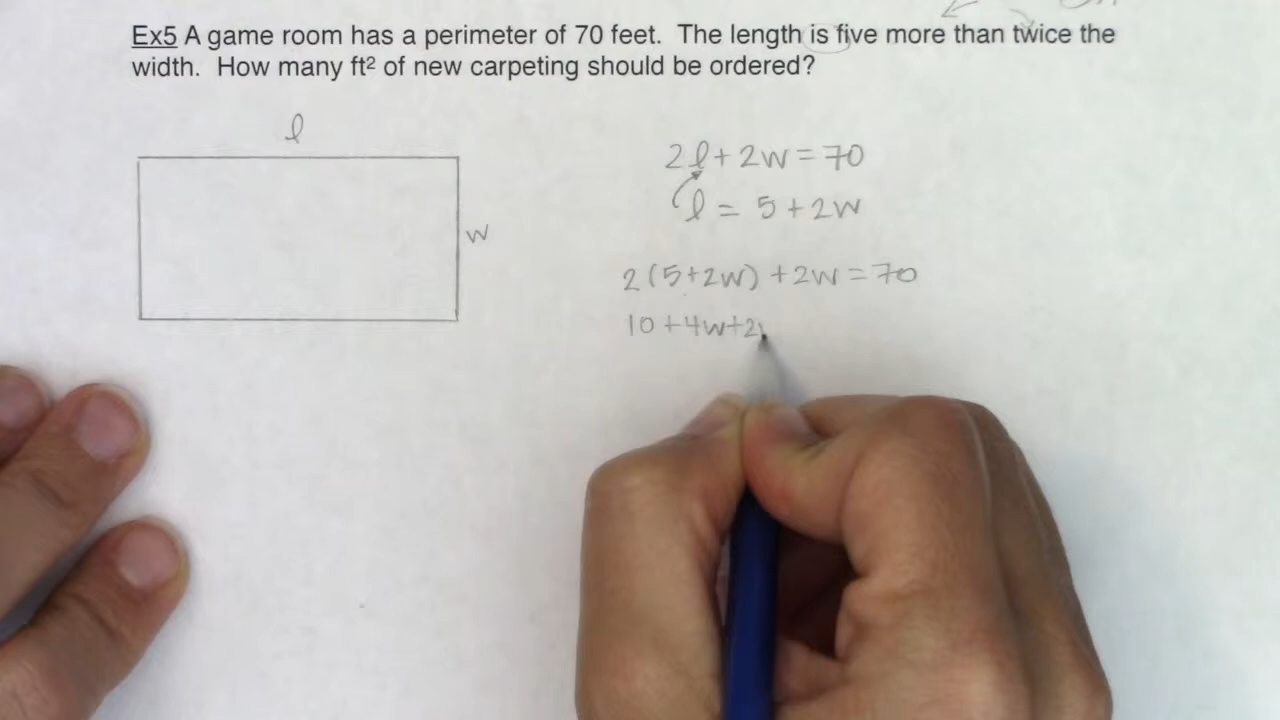 Ex5 A game room has a perimeter of 70 feet. The length is five more than twice the
width. How many ft² of new carpeting should be ordered?
l
w
2l+2w=70
l = 5+2w
2(5+2w)+2w=70
10+4w+2